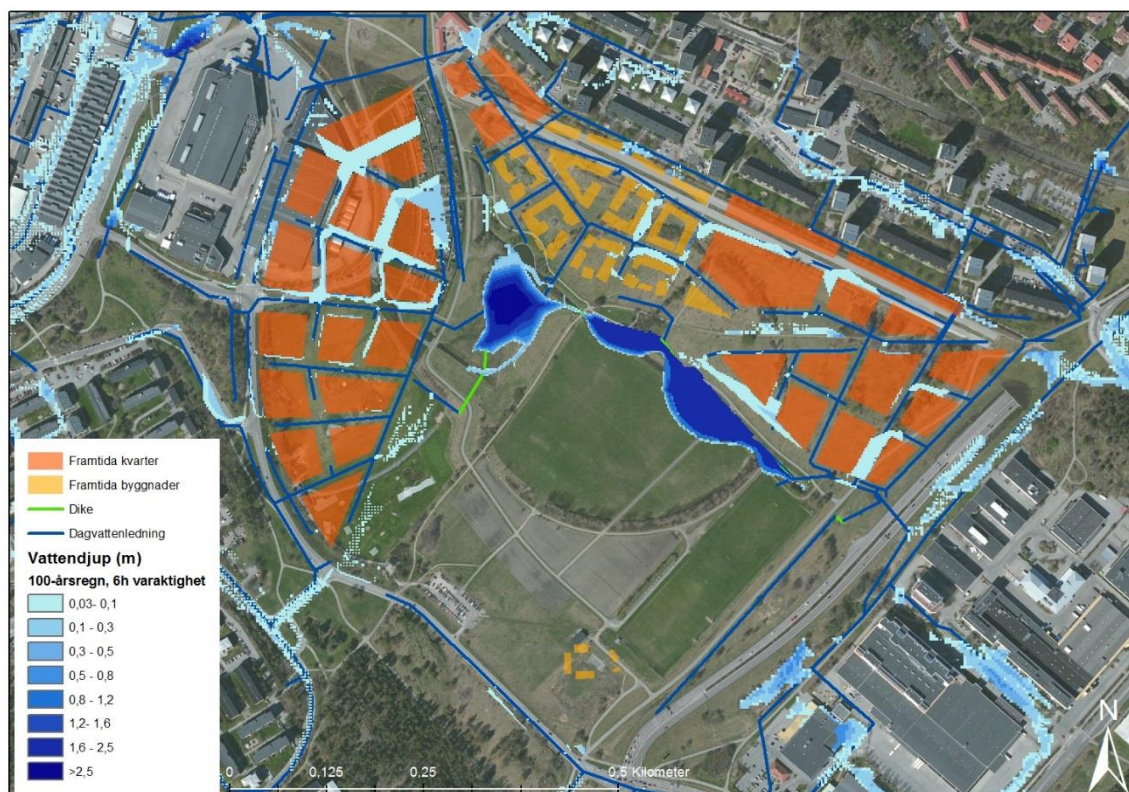 Framtida kvarter
Framtida byggnader
Dike
Dagvattenledning
Vattendjup (m)
100-årsregn, 6h varaktighet
0,03- 0,1
0,1 - 0,3
0,3 - 0,5
0,5 - 0,8
0,8 - 1,2
1,2- 1,6
1,6 - 2,5
>2,5
0 0,125 0,25 0,5 Kilometer
N